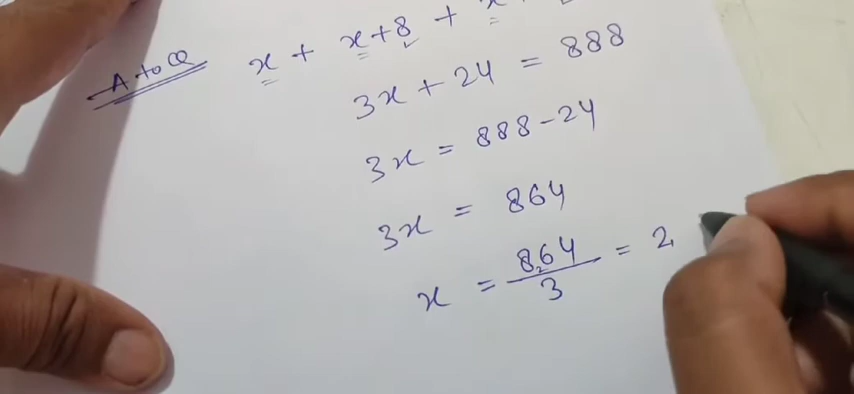 A to Q x + x+8 + x
3x + 24 = 888
3x = 888 - 24
3x = 864
x = 864/3 = 2